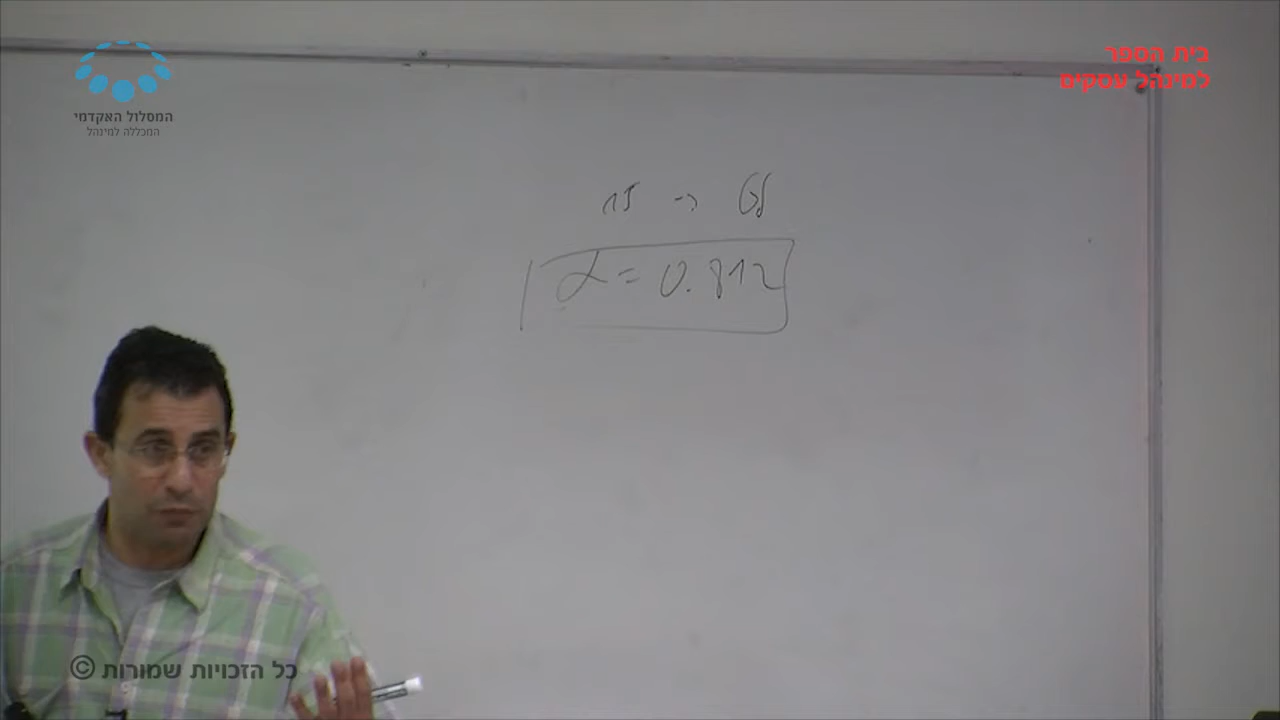 בית הספר
למינהל עסקים
המסלול האקדמי
המכללה למינהל
α = 0.812
כל הזכויות שמורות ©